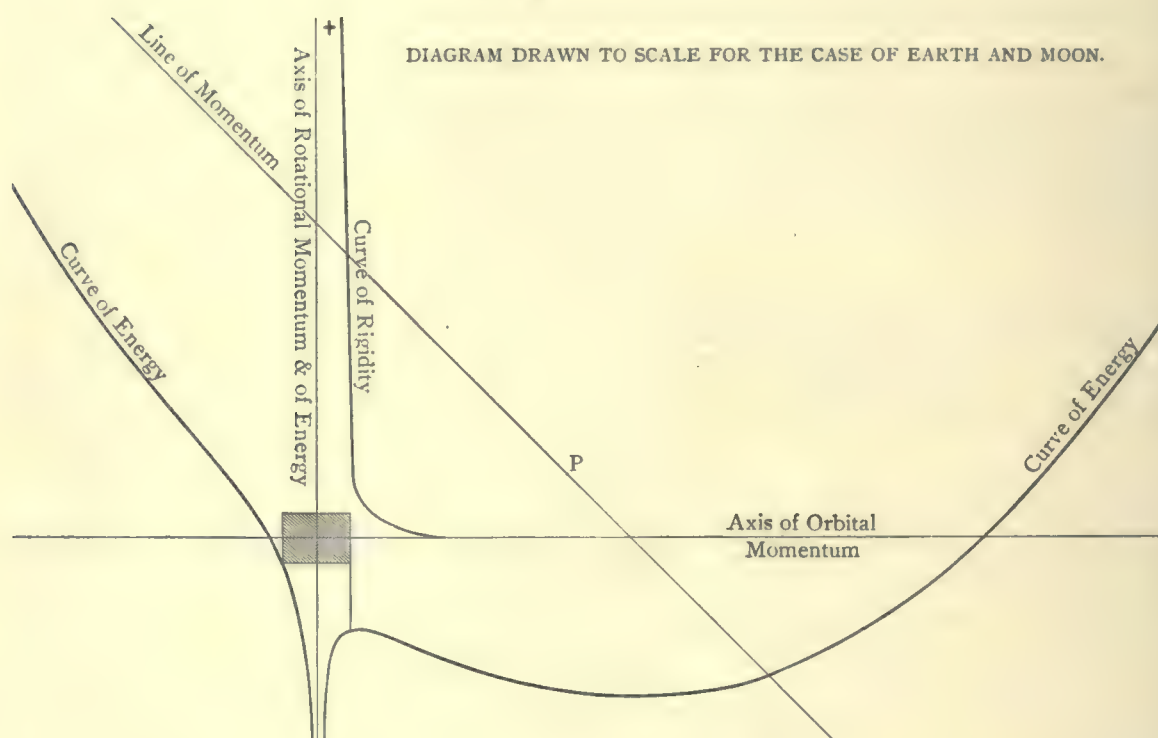 DIAGRAM DRAWN TO SCALE FOR THE CASE OF EARTH AND MOON.
+
Line of Momentum
Axis of Rotational Momentum & of Energy
Curve of Rigidity
Curve of Energy
Curve of Energy
P
Axis of Orbital
Momentum